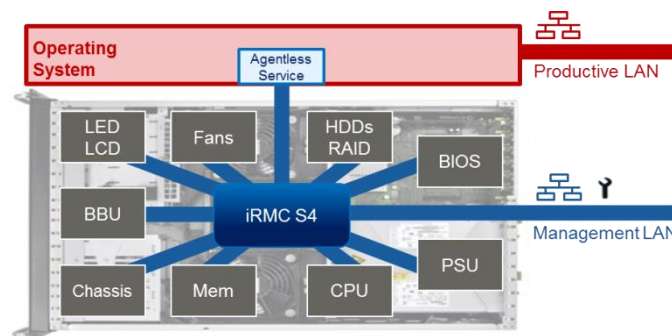 Operating
System
Agentless
Service
Productive LAN
LED
LCD
Fans
HDDs
RAID
BIOS
BBU
iRMC S4
Management LAN
Chassis
Mem
CPU
PSU